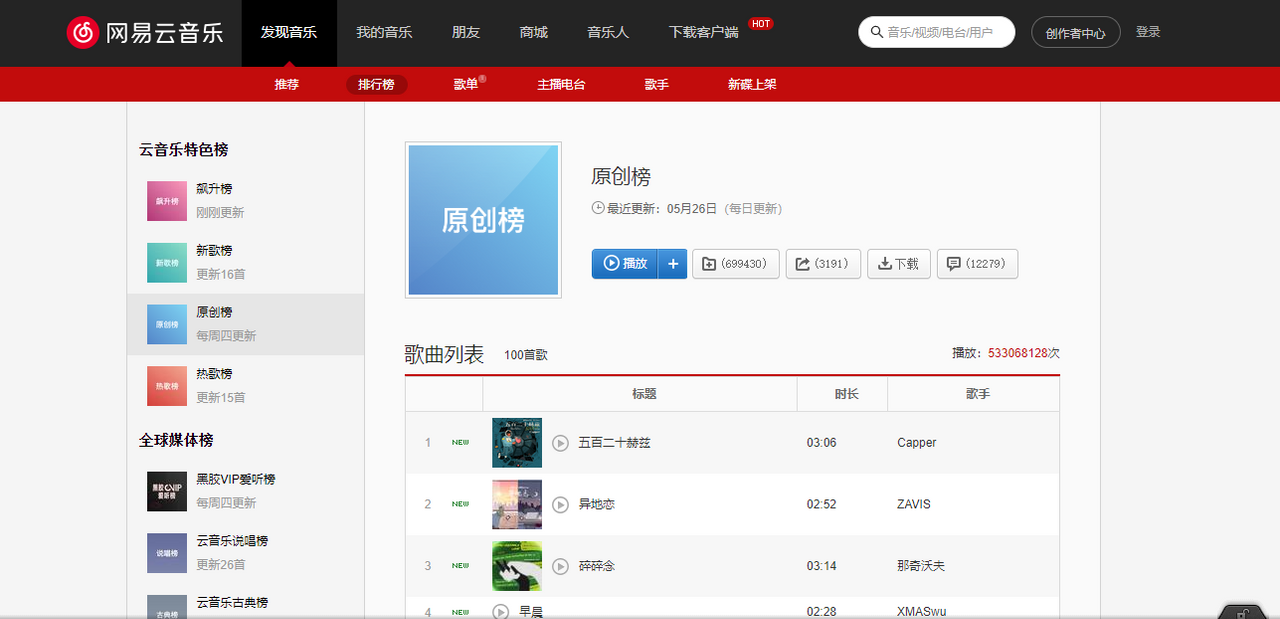 网易云音乐
发现音乐 我的音乐 朋友 商城 音乐人 下载客户端 HOT
音乐/视频/电台/用户 创作者中心 登录
推荐 排行榜 歌单 主播电台 歌手 新碟上架
云音乐特色榜
飙升榜
飙升榜
刚刚更新
新歌榜
新歌榜
更新16首
原创榜
原创榜
每周四更新
热歌榜
热歌榜
更新15首
全球媒体榜
黑胶VIP
爱听榜
黑胶VIP爱听榜
每周四更新
说唱榜
云音乐说唱榜
更新26首
古典榜
云音乐古典榜
原创榜
原创榜
最近更新：05月26日 （每日更新）
播放 + (699430) (3191) 下载 (12279)
歌曲列表 100首歌 播放：533068128次
标题 时长 歌手
1 NEW 五百二十赫兹 03:06 Capper
2 NEW 异地恋 02:52 ZAVIS
3 NEW 碎碎念 03:14 那奇沃夫
4 NEW 早晨 02:28 XMASwu